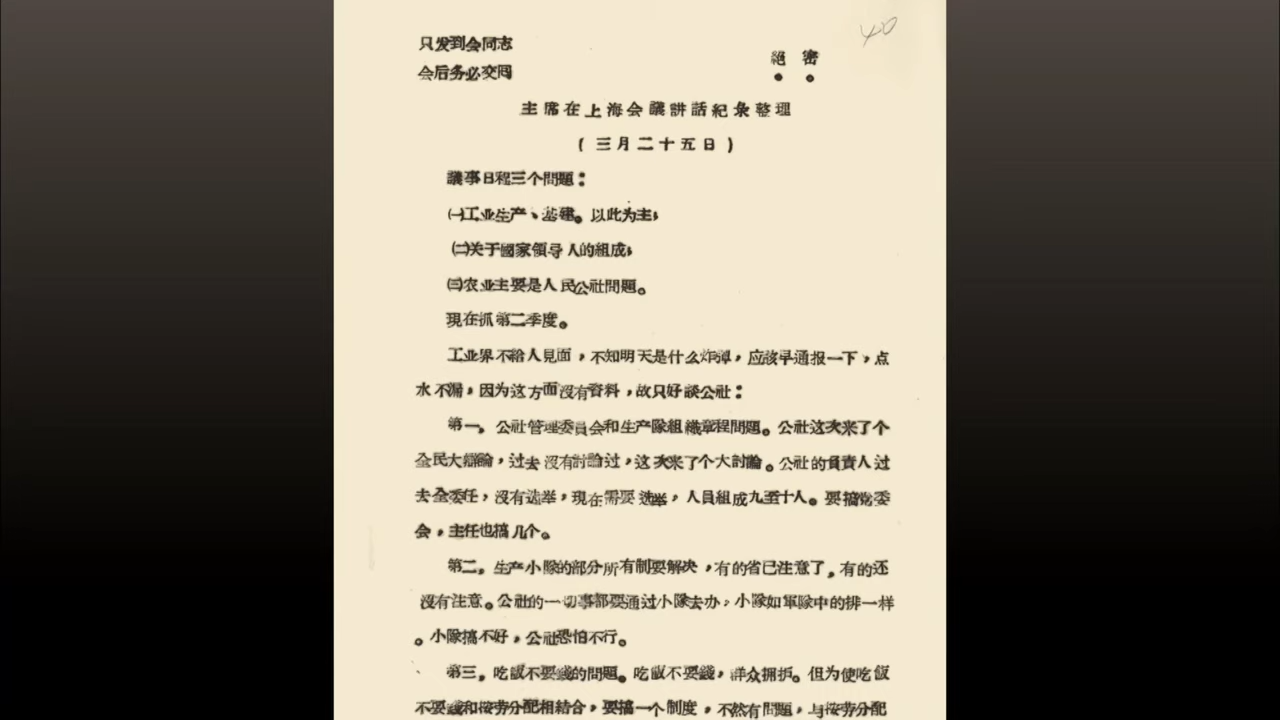 40
只发到会同志
会后务必交囘
絕密
主席在上海会議讲話紀彔整理
(三月二十五日)
議事日程三个問題：
㈠工业生产、基建。以此为主；
㈡关于國家領导人的組成；
㈢农业主要是人民公社問題。
現在抓第二季度。
工业界不給人見面，不知明天是什么炸弹，应該早通报一下，点
水不漏，因为这方面沒有資料，故只好談公社：
第一，公社管理委員会和生产隊組織章程問題。公社这次来了个
全民大辯論，过去沒有討論过，这次来了个大討論。公社的負責人过
去全委任，沒有选举，現在需要选举，人員組成九至十人。要搞常委
会，主任也搞几个。
第二，生产小隊的部分所有制要解决，有的省已注意了，有的还
沒有注意。公社的一切事都要通过小隊去办，小隊如軍隊中的排一样
。小隊搞不好，公社恐怕不行。
第三，吃飯不要錢的問題。吃飯不要錢，群众拥护。但为使吃飯
不要錢和按劳分配相結合，要搞一个制度，不然有問題，与按劳分配